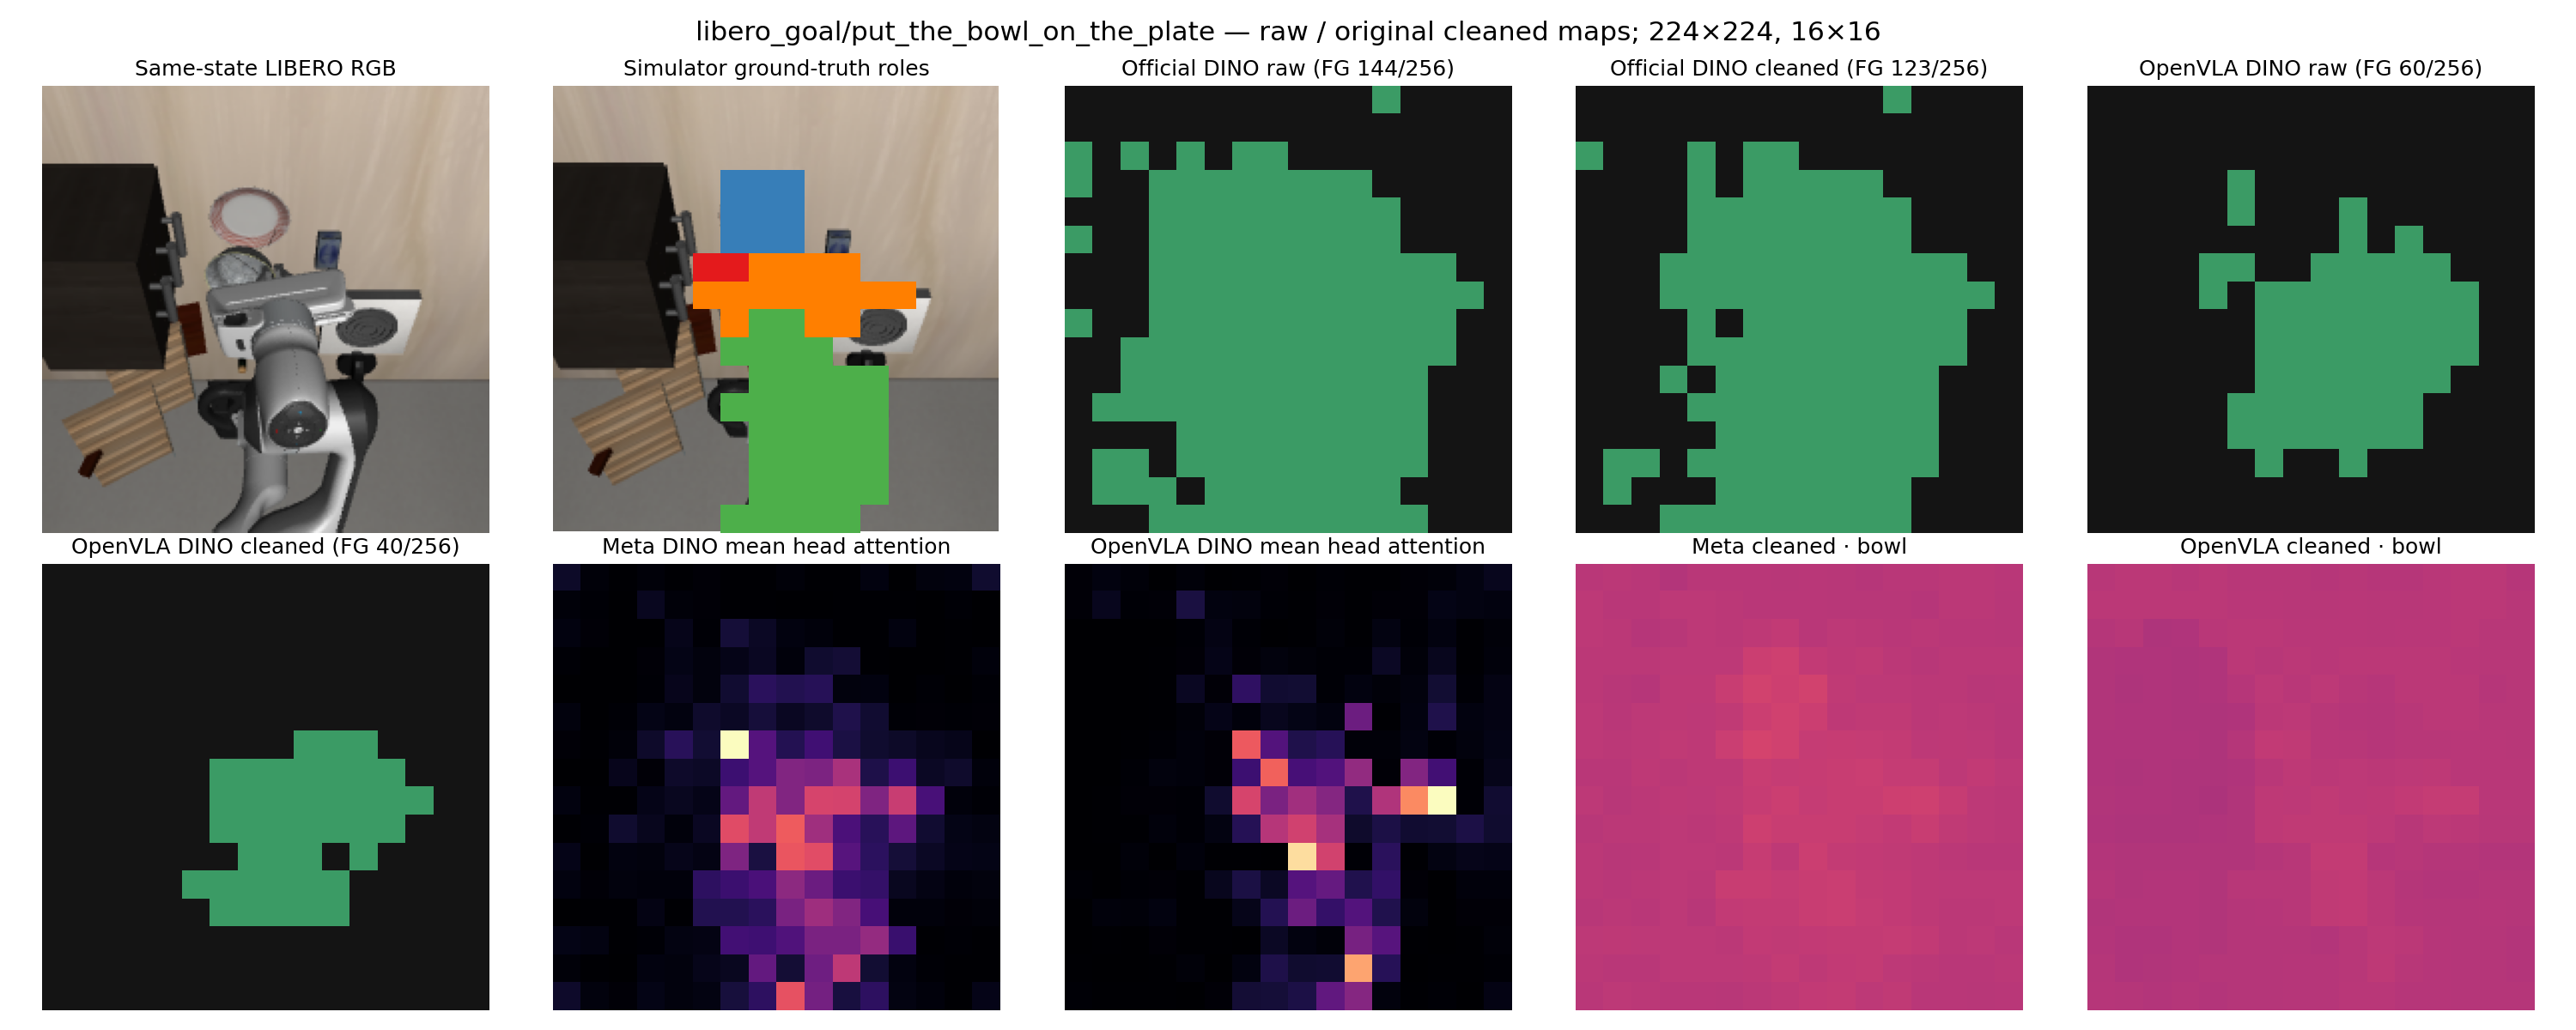 libero_goal/put_the_bowl_on_the_plate — raw / original cleaned maps; 224×224, 16×16
Same-state LIBERO RGB
Simulator ground-truth roles
Official DINO raw (FG 144/256)
Official DINO cleaned (FG 123/256)
OpenVLA DINO raw (FG 60/256)
OpenVLA DINO cleaned (FG 40/256)
Meta DINO mean head attention
OpenVLA DINO mean head attention
Meta cleaned · bowl
OpenVLA cleaned · bowl